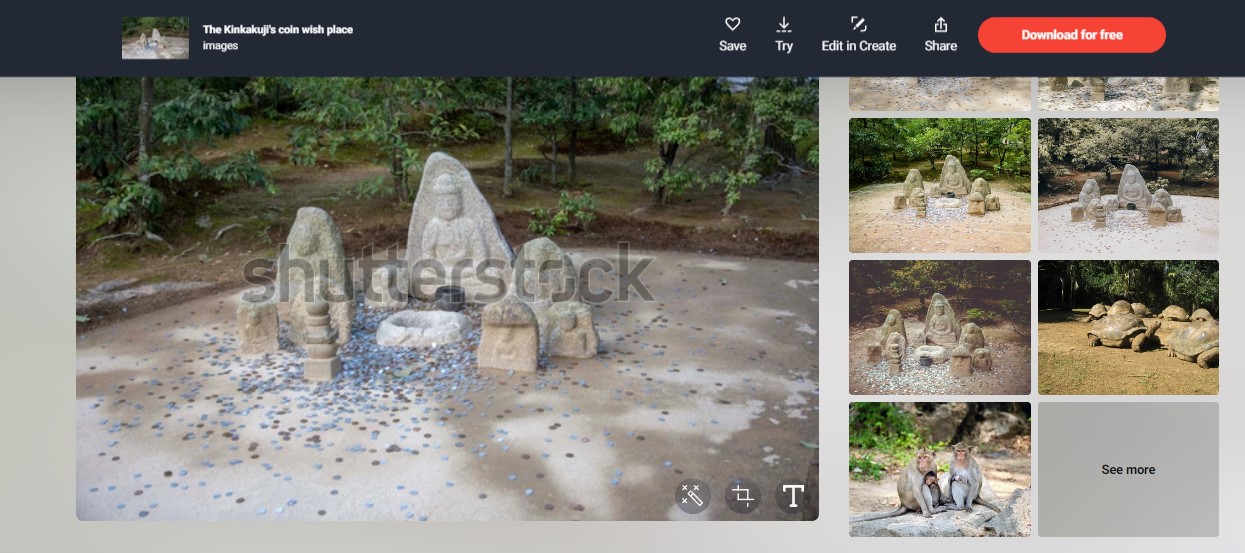 The Kinkakuji's coin wish place
images
Save
Try
Edit in Create
Share
Download for free
shutterstock
T
See more